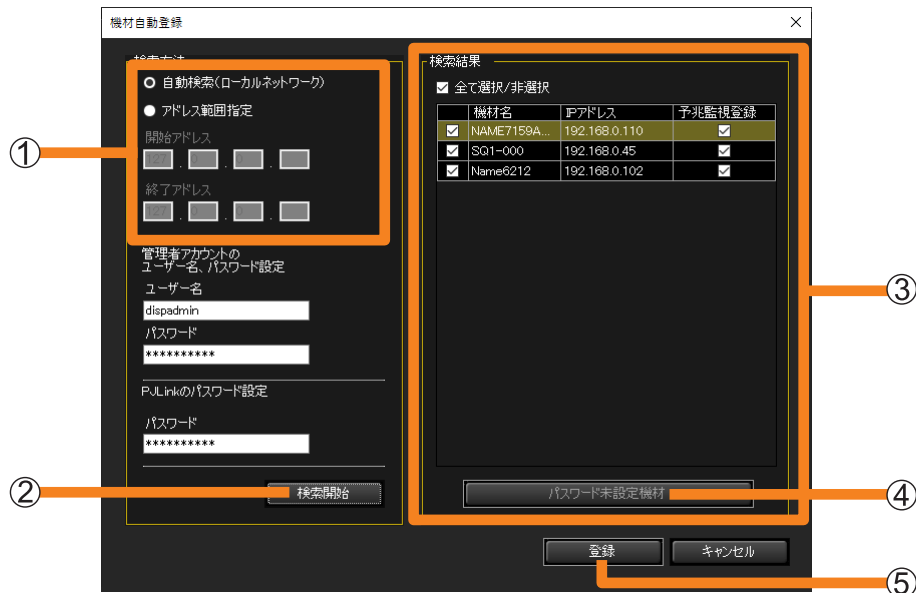 機材自動登録
検索方法
自動検索(ローカルネットワーク)
アドレス範囲指定
開始アドレス
127 . 0 . 0 .
終了アドレス
127 . 0 . 0 .
管理者アカウントの
ユーザー名、パスワード設定
ユーザー名
dispadmin
パスワード
**********
PJLinkのパスワード設定
パスワード
**********
検索開始
検索結果
全て選択/非選択
機材名 IPアドレス 予兆監視登録
NAME7159A... 192.168.0.110
SQ1-000 192.168.0.45
Name6212 192.168.0.102
パスワード未設定機材
登録 キャンセル
①
②
③
④
⑤